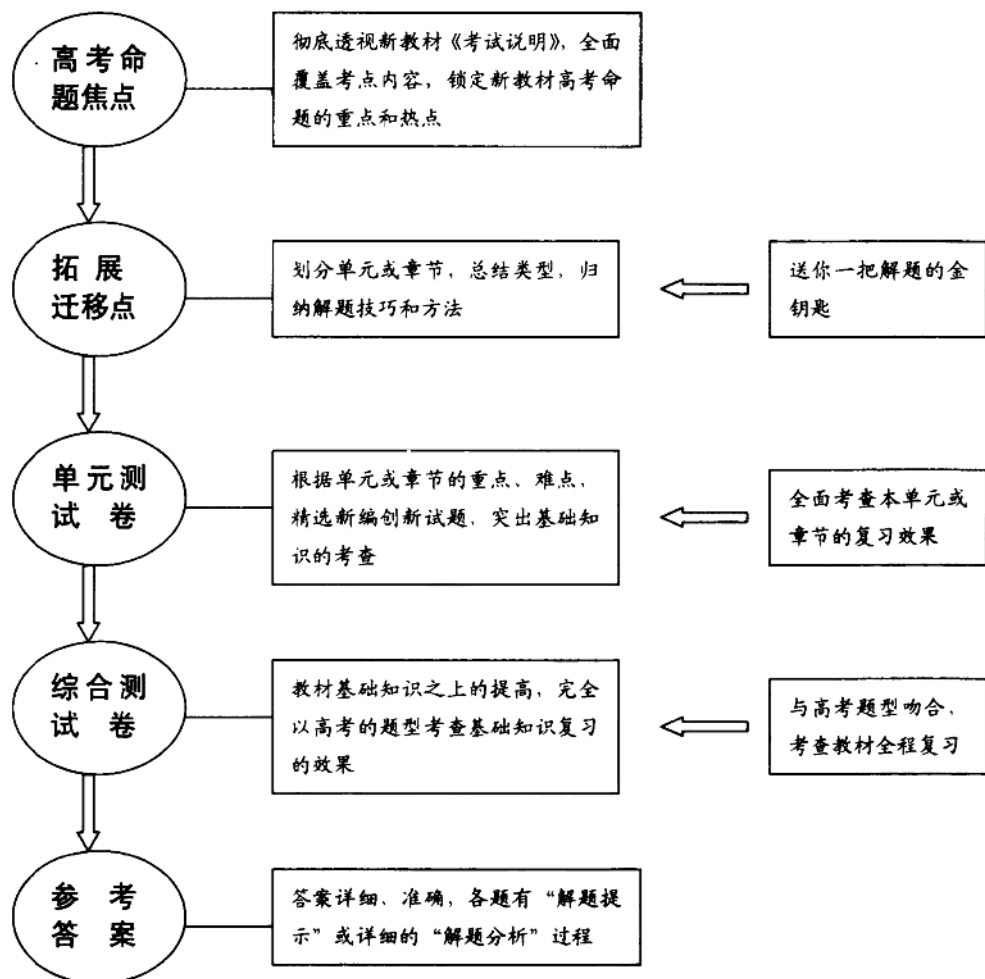 高考命
题焦点
彻底透视新教材《考试说明》，全面
覆盖考点内容，锁定新教材高考命
题的重点和热点
拓展
迁移点
划分单元或章节，总结类型，归
纳解题技巧和方法
送你一把解题的金
钥匙
单元测
试卷
根据单元或章节的重点、难点，
精选新编创新试题，突出基础知
识的考查
全面考查本单元或
章节的复习效果
综合测
试卷
教材基础知识之上的提高，完全
以高考的题型考查基础知识复习
的效果
与高考题型吻合，
考查教材全程复习
参考
答案
答案详细、准确，各题有“解题提
示”或详细的“解题分析”过程